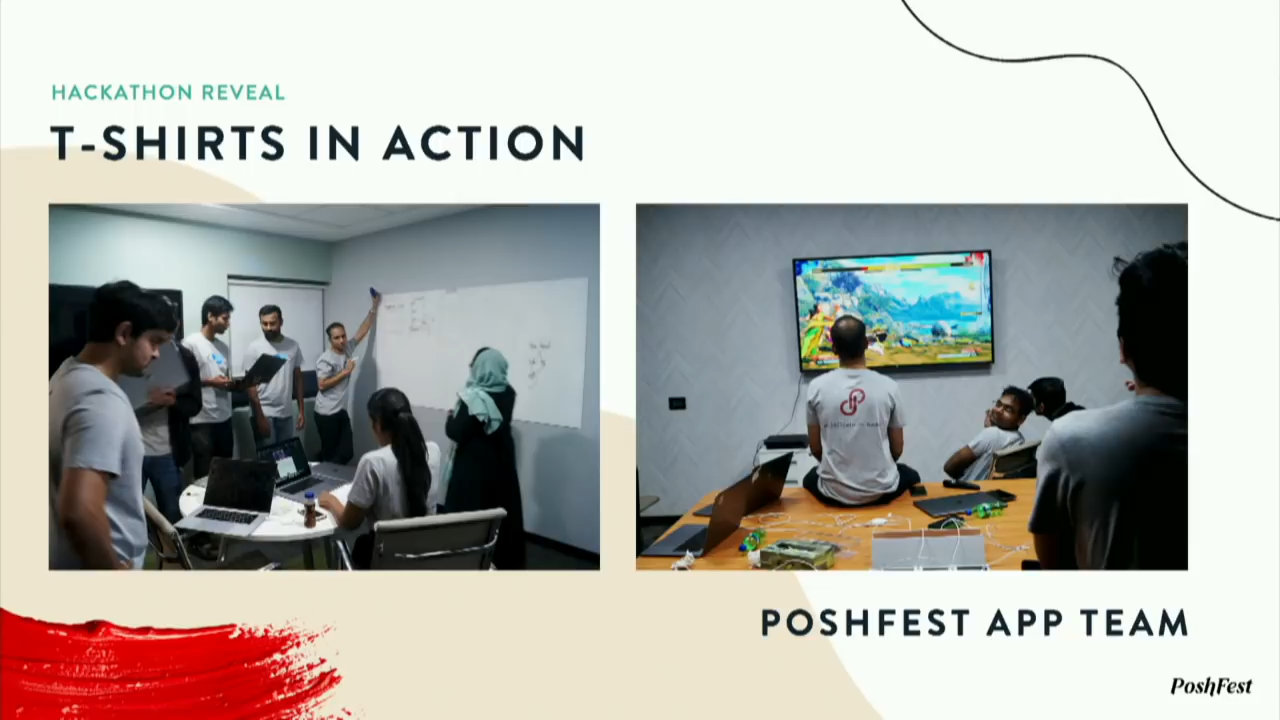 HACKATHON REVEAL
T-SHIRTS IN ACTION
POSHFEST APP TEAM
PoshFest